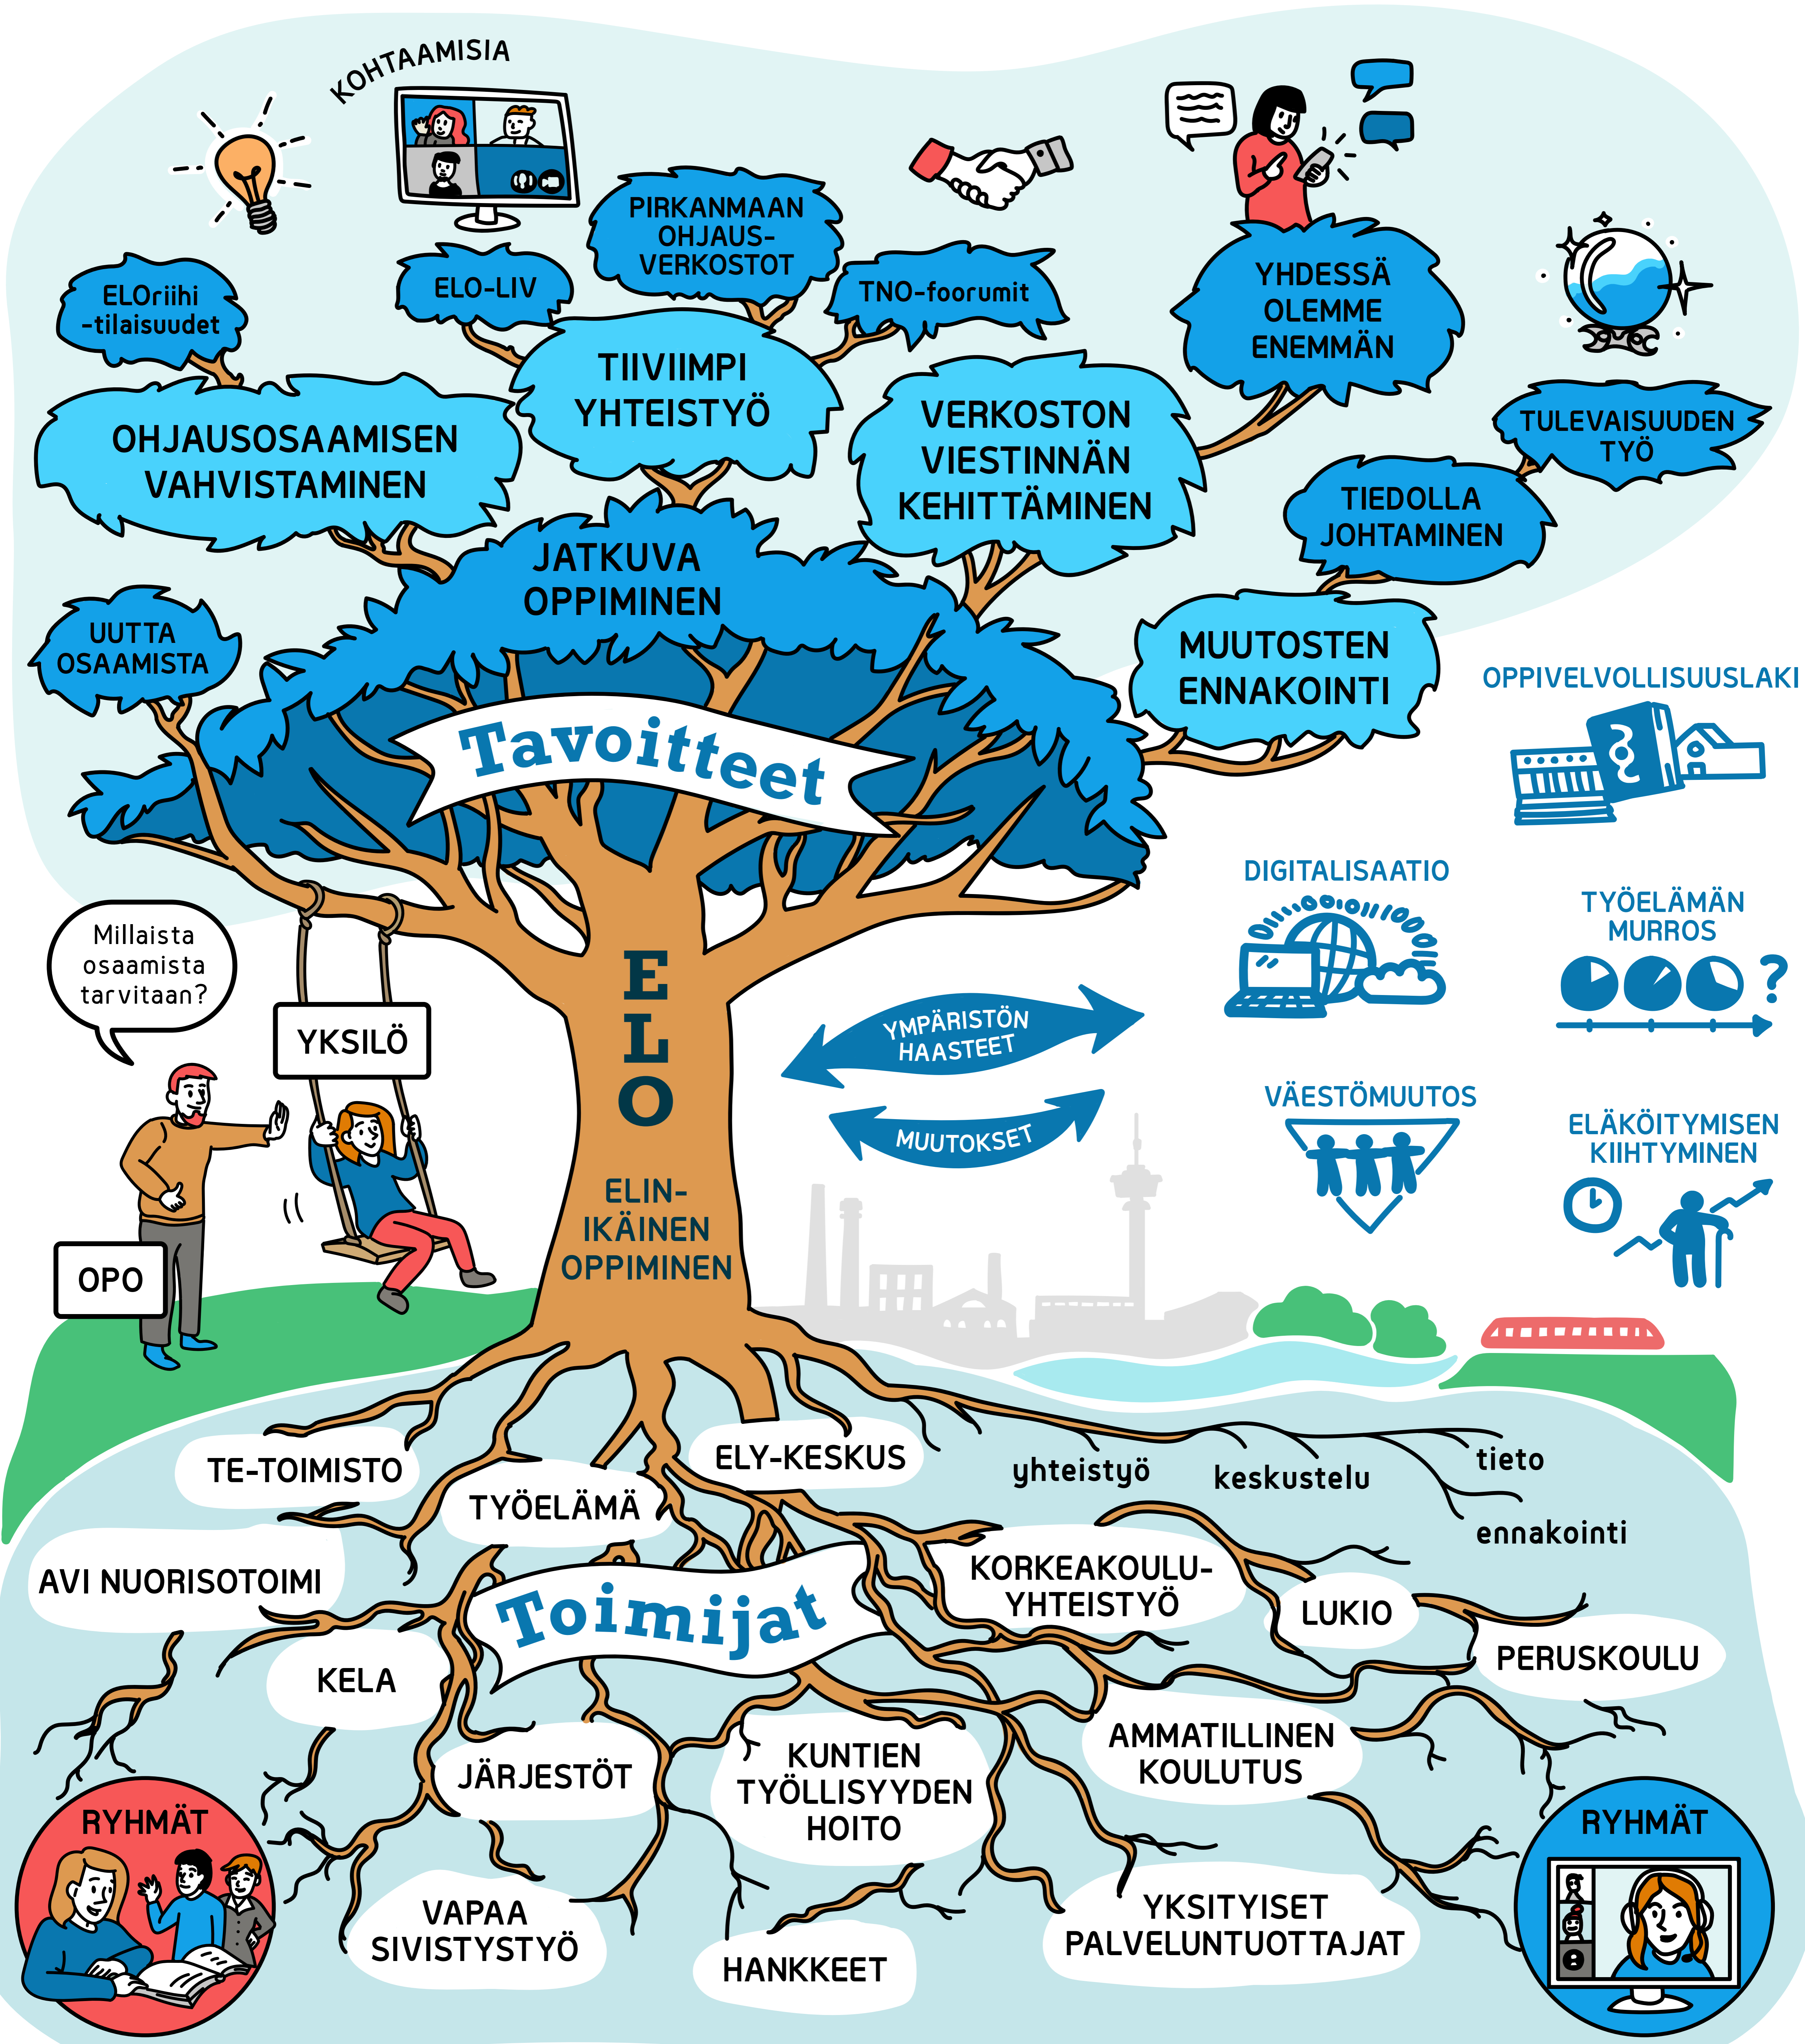 KOHTAAMISIA
PIRKANMAAN
OHJAUS-
VERKOSTOT
ELOriihi
-tilaisuudet
ELO-LIV
TNO-foorumit
YHDESSÄ
OLEMME
ENEMMÄN
TIIVIIMPI
YHTEISTYÖ
OHJAUSOSAAMISEN
VAHVISTAMINEN
VERKOSTON
VIESTINNÄN
KEHITTÄMINEN
TULEVAISUUDEN
TYÖ
TIEDOLLA
JOHTAMINEN
JATKUVA
OPPIMINEN
UUTTA
OSAAMISTA
MUUTOSTEN
ENNAKOINTI
Tavoitteet
OPPIVELVOLLISUUSLAKI
DIGITALISAATIO
TYÖELÄMÄN
MURROS
?
Millaista
osaamista
tarvitaan?
YKSILÖ
OPO
ELO
ELIN-
IKÄINEN
OPPIMINEN
YMPÄRISTÖN
HAASTEET
MUUTOKSET
VÄESTÖMUUTOS
ELÄKÖITYMISEN
KIIHTYMINEN
TE-TOIMISTO
TYÖELÄMÄ
ELY-KESKUS
yhteistyö
keskustelu
tieto
ennakointi
AVI NUORISOTOIMI
Toimijat
KORKEAKOULU-
YHTEISTYÖ
LUKIO
PERUSKOULU
KELA
JÄRJESTÖT
KUNTIEN
TYÖLLISYYDEN
HOITO
AMMATILLINEN
KOULUTUS
RYHMÄT
VAPAA
SIVISTYSTYÖ
HANKKEET
YKSITYISET
PALVELUNTUOTTAJAT
RYHMÄT